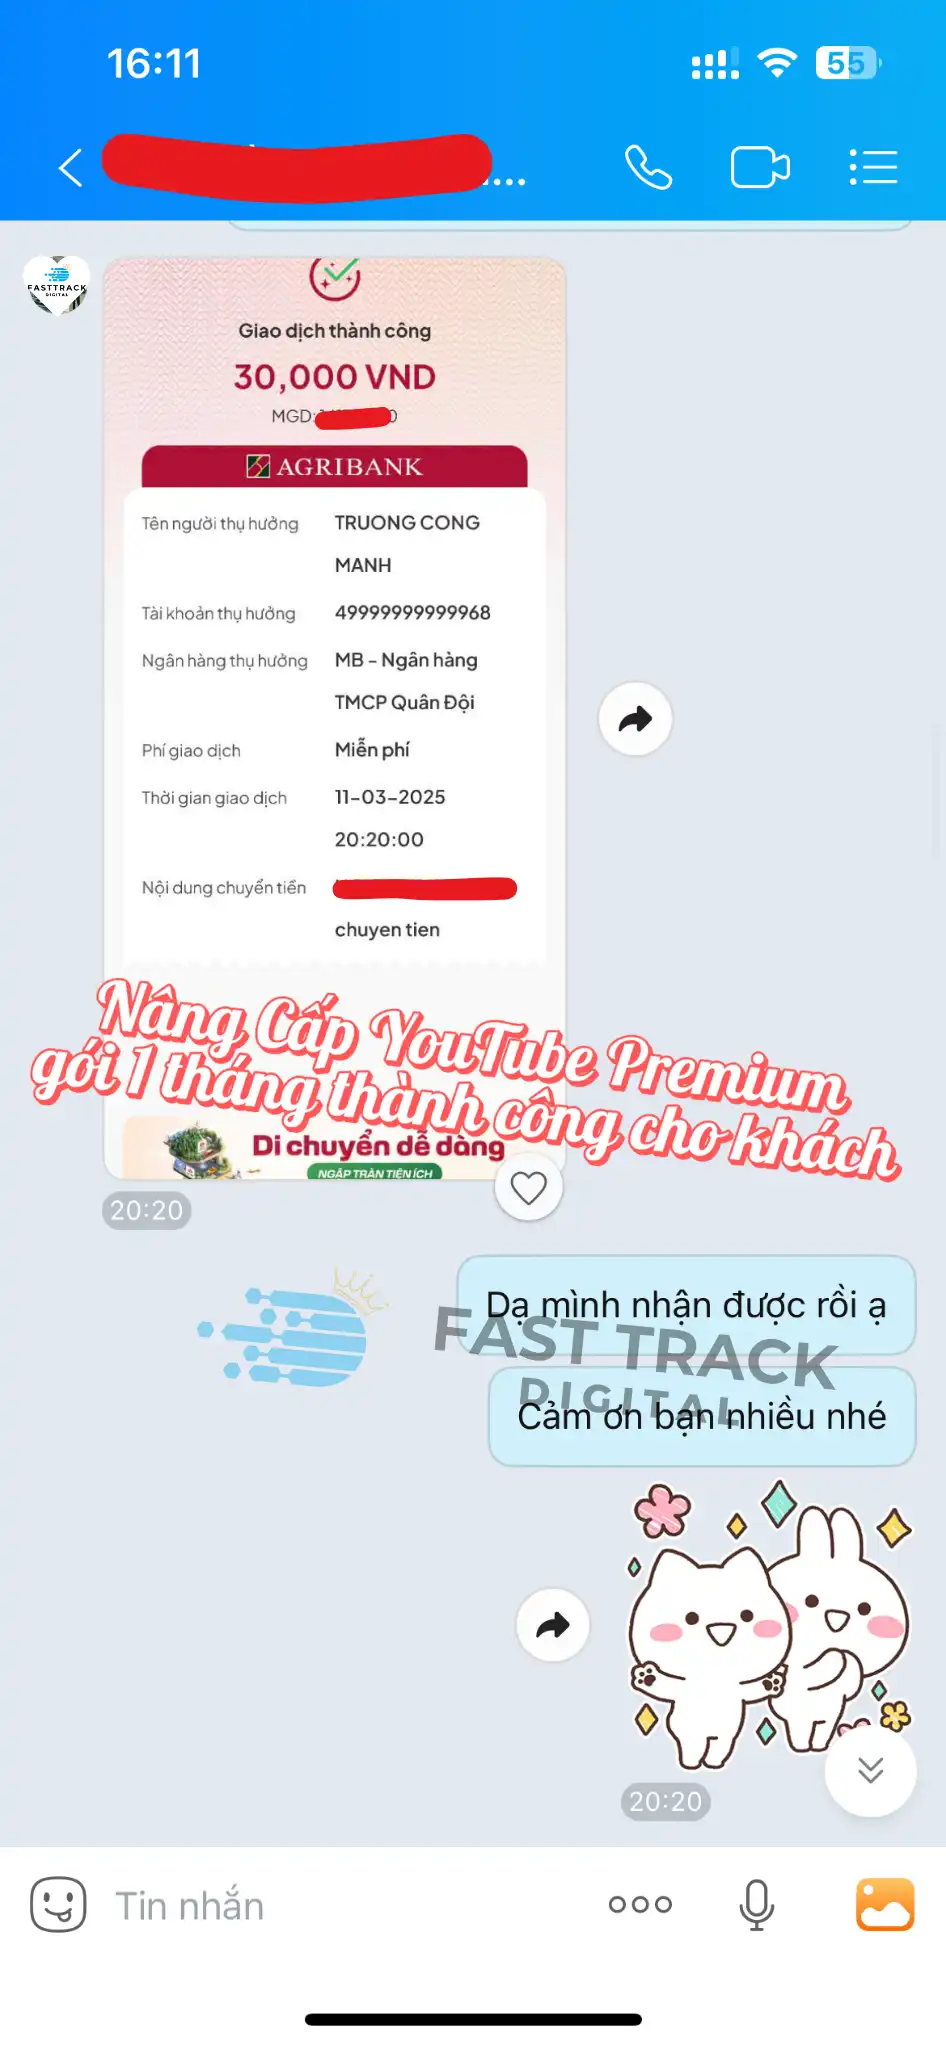 16:11
55
...
FASTTRACK
DIGITAL
Giao dịch thành công
30,000 VND
MGD:
AGRIBANK
Tên người thụ hưởng TRUONG CONG
MANH
Tài khoản thụ hưởng 49999999999968
Ngân hàng thụ hưởng MB - Ngân hàng
TMCP Quân Đội
Phí giao dịch Miễn phí
Thời gian giao dịch 11-03-2025
20:20:00
Nội dung chuyển tiền
chuyen tien
Nâng Cấp YouTube Premium
gói 1 tháng thành công cho khách
Di chuyển dễ dàng
NGẬP TRÀN TIỆN ÍCH
20:20
Dạ mình nhận được rồi ạ
FAST TRACK
DIGITAL
Cảm ơn bạn nhiều nhé
20:20
Tin nhắn